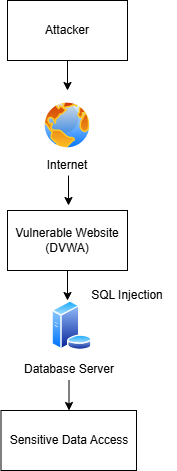 Attacker
Internet
Vulnerable Website
(DVWA)
SQL Injection
Database Server
Sensitive Data Access